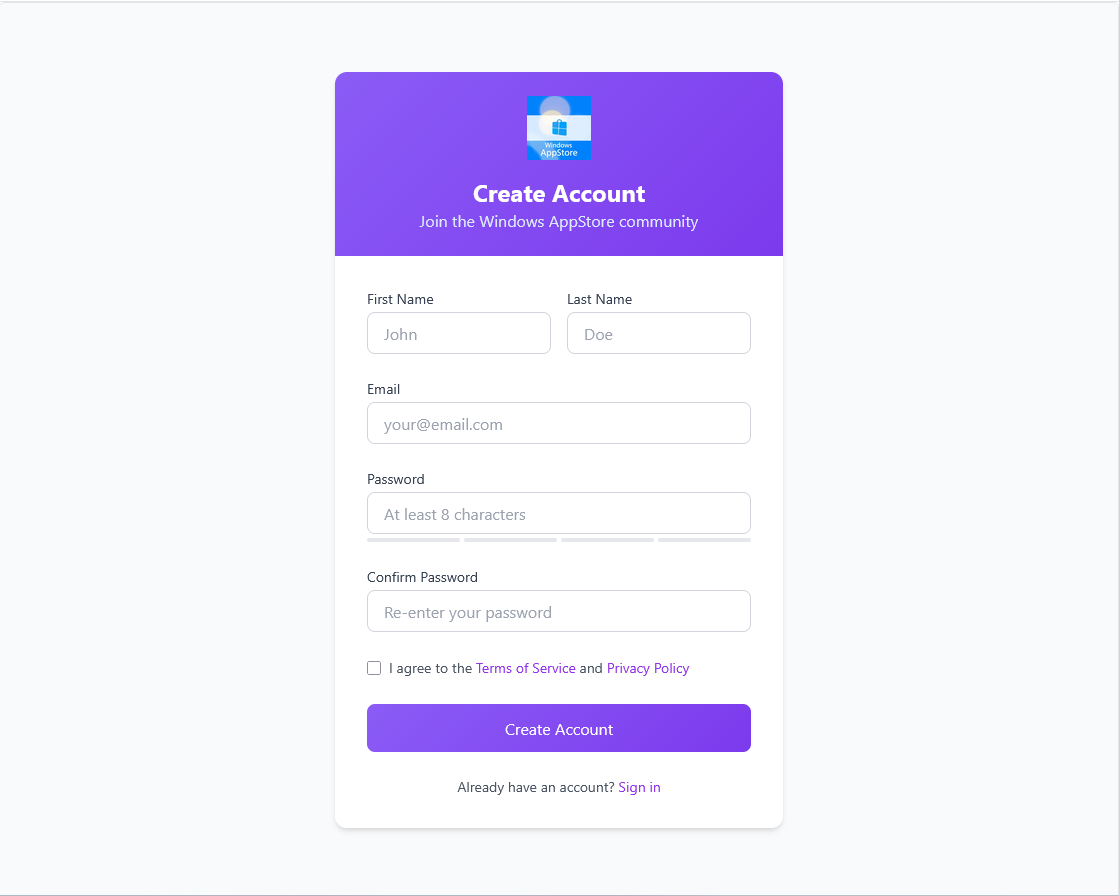 Windows
AppStore
Create Account
Join the Windows AppStore community
First Name
Last Name
John
Doe
Email
your@email.com
Password
At least 8 characters
Confirm Password
Re-enter your password
I agree to the Terms of Service and Privacy Policy
Create Account
Already have an account? Sign in